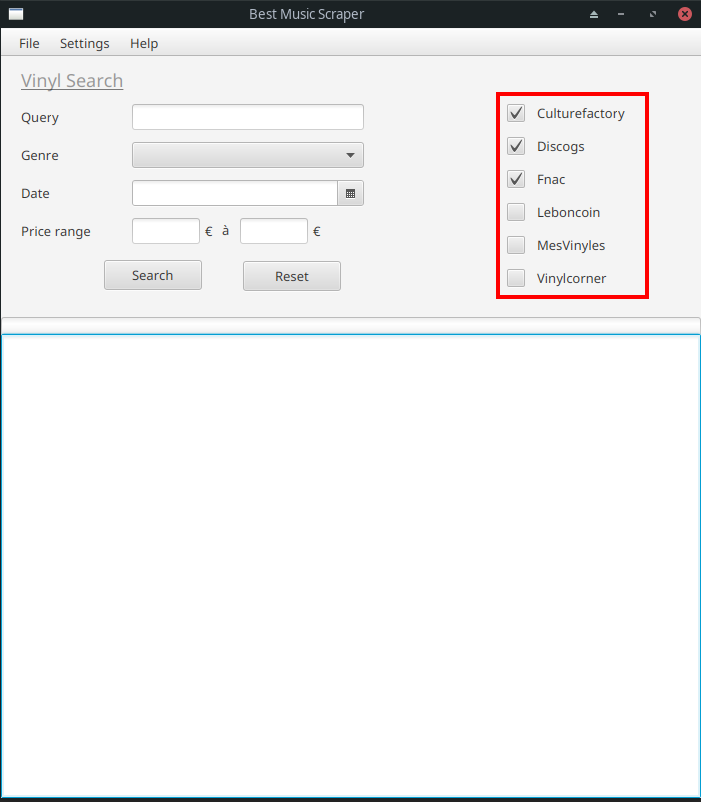 Best Music Scraper
File Settings Help
Vinyl Search
Query
Genre
Date
Price range € à €
Search Reset
Culturefactory
Discogs
Fnac
Leboncoin
MesVinyles
Vinylcorner